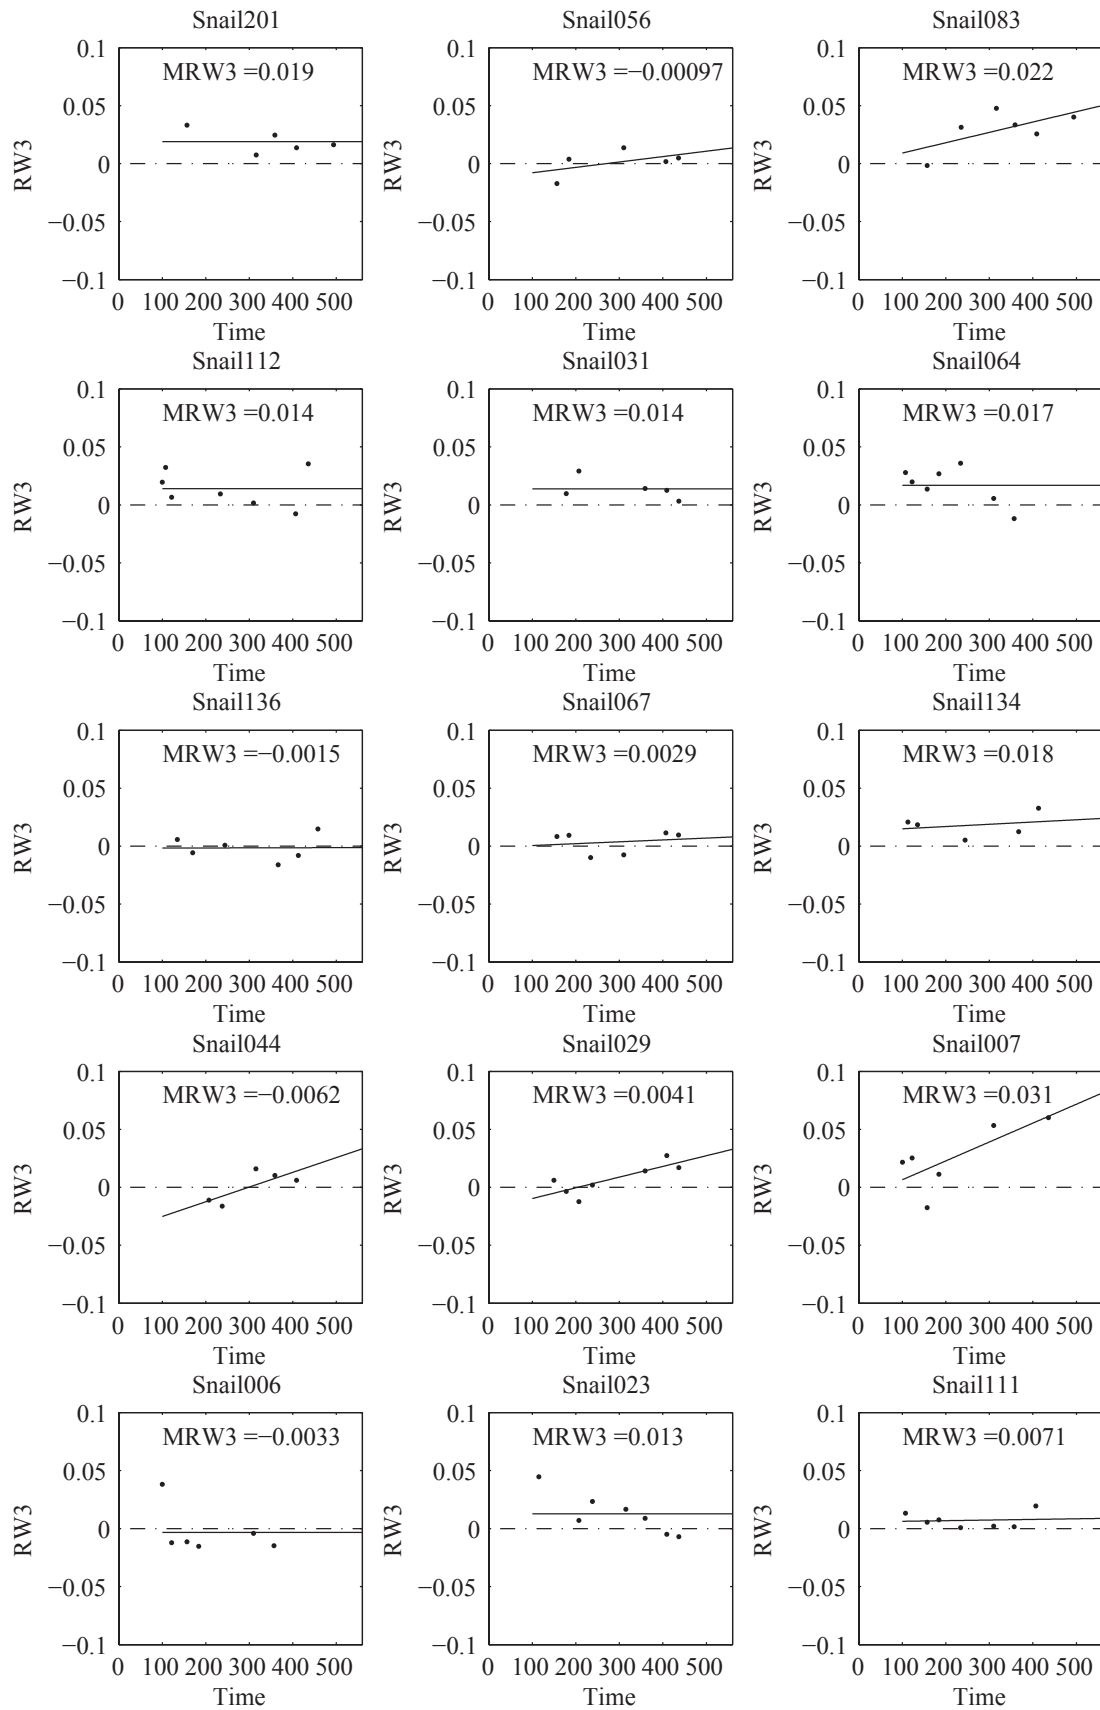 Snail201 Snail056 Snail083
0.1 0.1 0.1
MRW3 =0.019 MRW3 =−0.00097 MRW3 =0.022
0.05 0.05 0.05
RW3 RW3 RW3
0 0 0
−0.05 −0.05 −0.05
−0.1 −0.1 −0.1
0 100 200 300 400 500 0 100 200 300 400 500 0 100 200 300 400 500
Time Time Time
Snail112 Snail031 Snail064
0.1 0.1 0.1
MRW3 =0.014 MRW3 =0.014 MRW3 =0.017
0.05 0.05 0.05
RW3 RW3 RW3
0 0 0
−0.05 −0.05 −0.05
−0.1 −0.1 −0.1
0 100 200 300 400 500 0 100 200 300 400 500 0 100 200 300 400 500
Time Time Time
Snail136 Snail067 Snail134
0.1 0.1 0.1
MRW3 =−0.0015 MRW3 =0.0029 MRW3 =0.018
0.05 0.05 0.05
RW3 RW3 RW3
0 0 0
−0.05 −0.05 −0.05
−0.1 −0.1 −0.1
0 100 200 300 400 500 0 100 200 300 400 500 0 100 200 300 400 500
Time Time Time
Snail044 Snail029 Snail007
0.1 0.1 0.1
MRW3 =−0.0062 MRW3 =0.0041 MRW3 =0.031
0.05 0.05 0.05
RW3 RW3 RW3
0 0 0
−0.05 −0.05 −0.05
−0.1 −0.1 −0.1
0 100 200 300 400 500 0 100 200 300 400 500 0 100 200 300 400 500
Time Time Time
Snail006 Snail023 Snail111
0.1 0.1 0.1
MRW3 =−0.0033 MRW3 =0.013 MRW3 =0.0071
0.05 0.05 0.05
RW3 RW3 RW3
0 0 0
−0.05 −0.05 −0.05
−0.1 −0.1 −0.1
0 100 200 300 400 500 0 100 200 300 400 500 0 100 200 300 400 500
Time Time Time